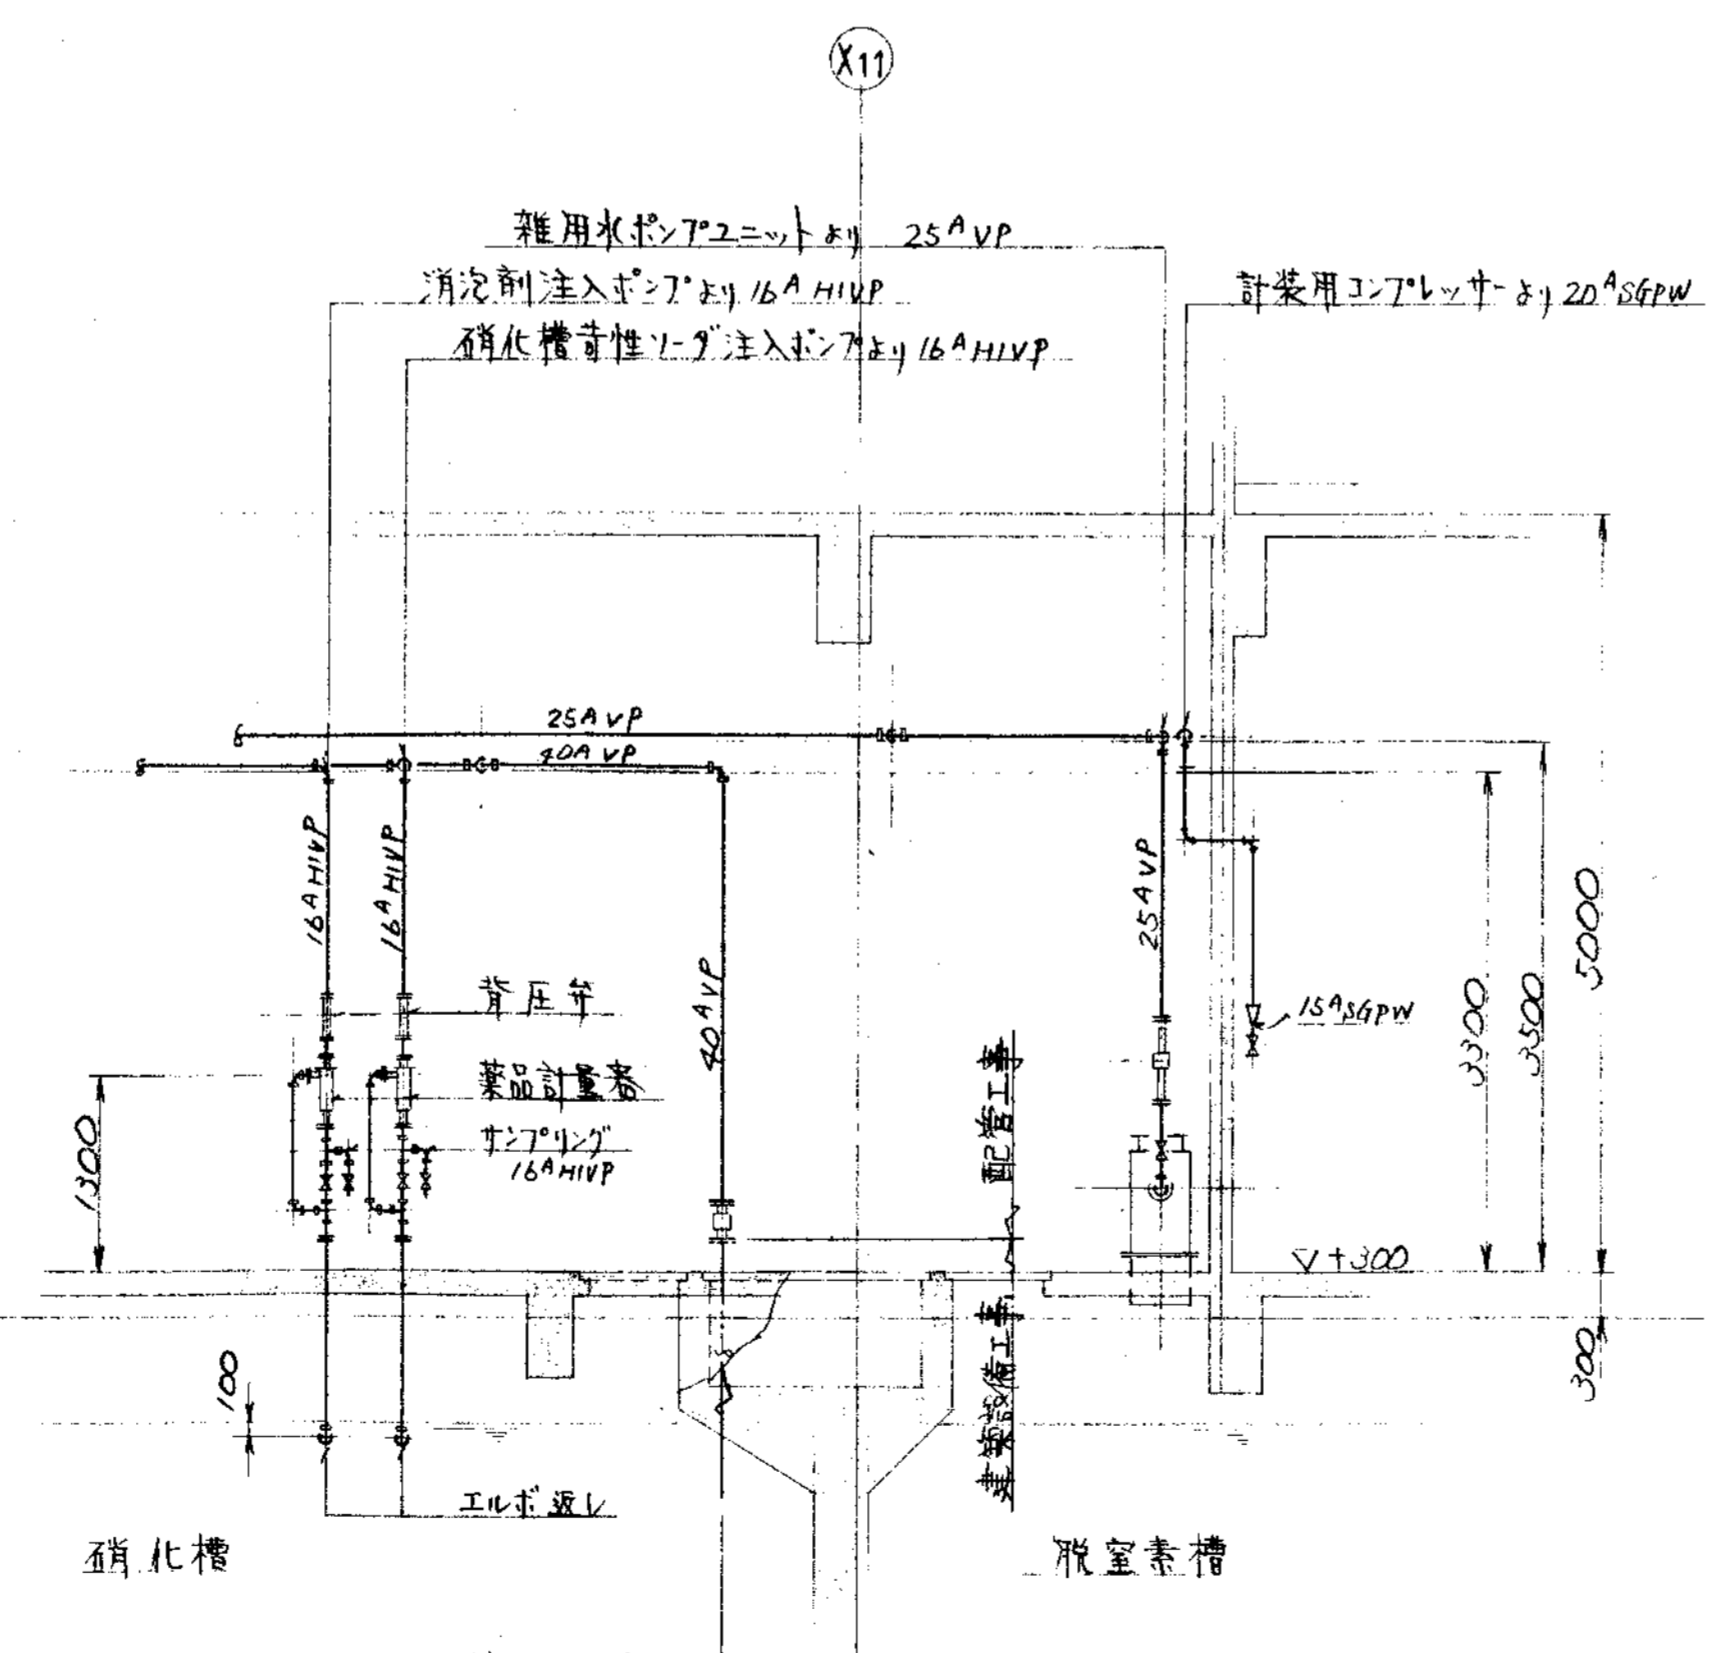 X11
雑用水ポンプユニットより 25A VP
消泡剤注入ポンプより 16A HIVP
計装用コンプレッサーより 20A SGPW
硝化槽苛性ソーダ注入ポンプより 16A HIVP
25A VP
40A VP
16A HIVP
16A HIVP
40A VP
25A VP
背圧弁
薬品計量器
サンプリング
16A HIVP
15A SGPW
配管工事
建築設備工事
1300
3300
3500
5000
▽+300
300
100
エルボ返し
硝化槽
脱窒素槽